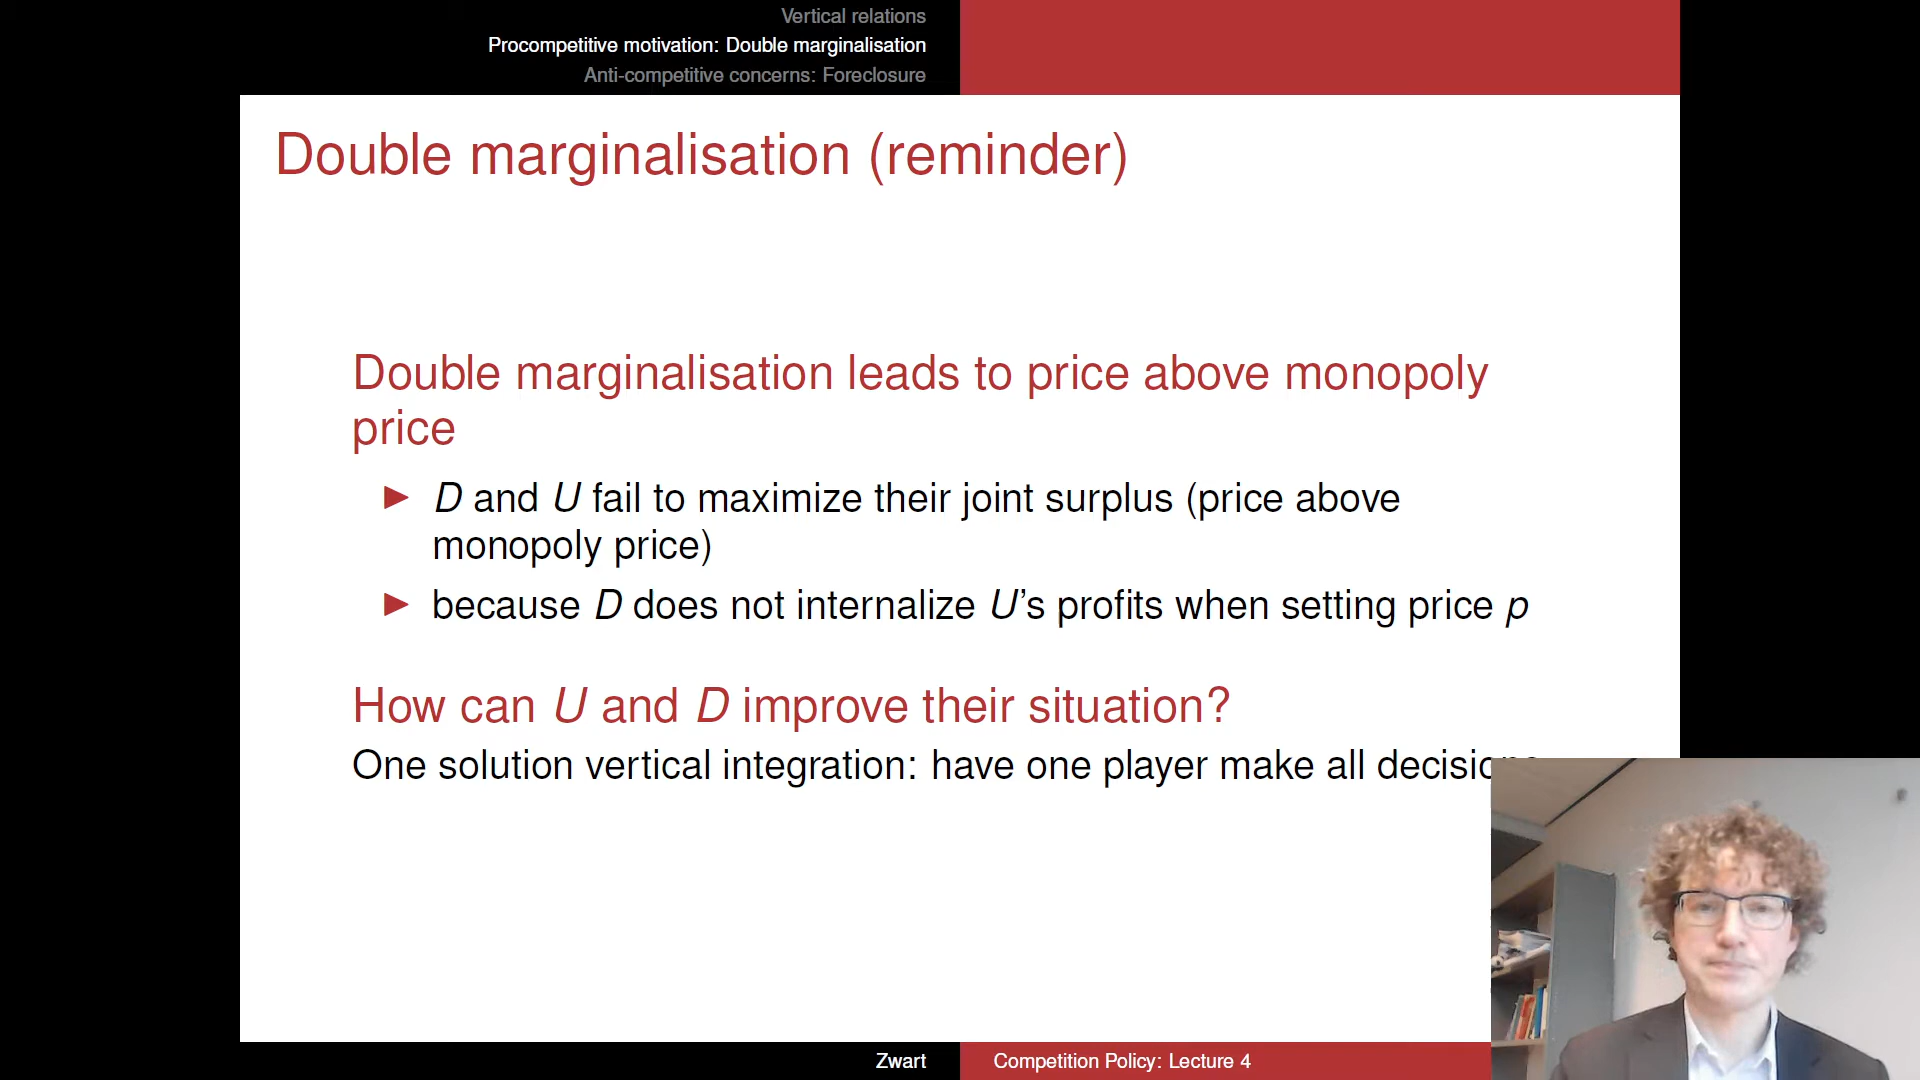 Vertical relations
Procompetitive motivation: Double marginalisation
Anti-competitive concerns: Foreclosure
Double marginalisation (reminder)
Double marginalisation leads to price above monopoly
price
D and U fail to maximize their joint surplus (price above
monopoly price)
because D does not internalize U's profits when setting price p
How can U and D improve their situation?
One solution vertical integration: have one player make all
Zwart
Competition Policy: Lecture 4